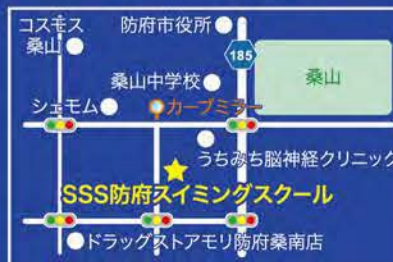 コスモス
桑山
防府市役所
185
桑山
桑山中学校
シェモム
カーブミラー
うちみち脳神経クリニック
SSS防府スイミングスクール
ドラッグストアモリ防府桑南店